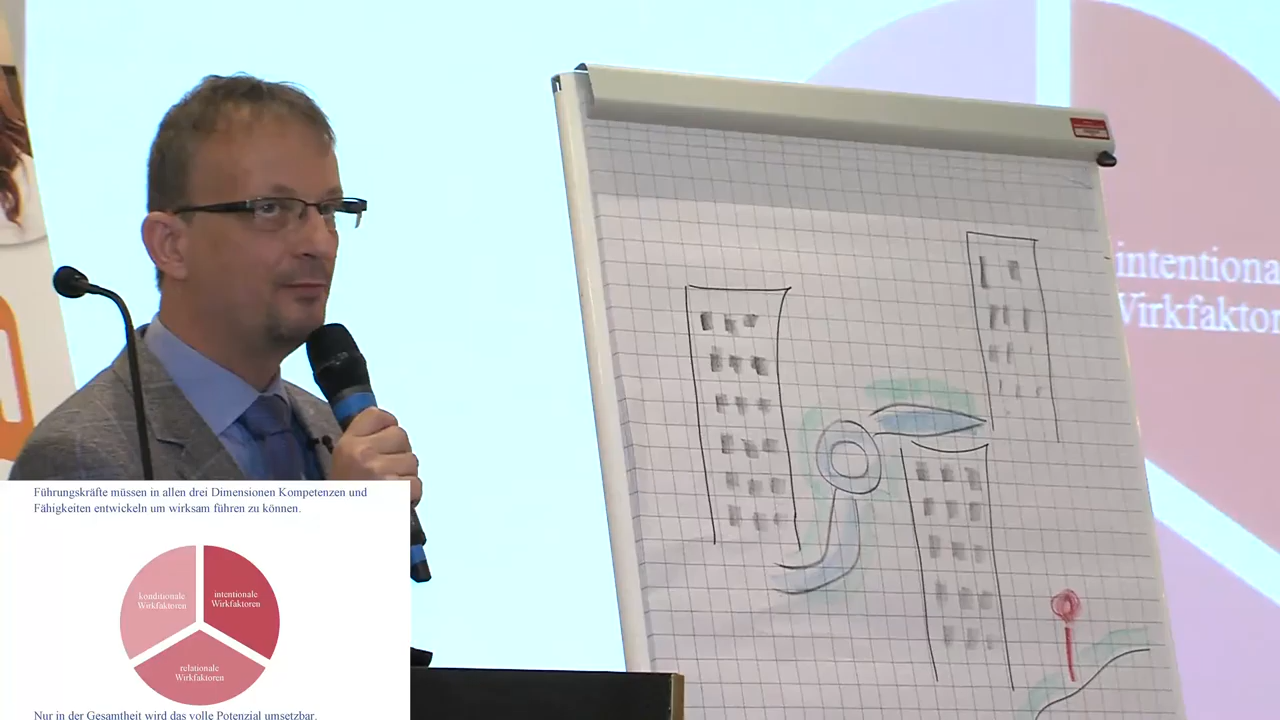 intentiona
Wirkfaktor
Führungskräfte müssen in allen drei Dimensionen Kompetenzen und
Fähigkeiten entwickeln um wirksam führen zu können.
konditionale
Wirkfaktoren
intentionale
Wirkfaktoren
relationale
Wirkfaktoren
Nur in der Gesamtheit wird das volle Potenzial umsetzbar.